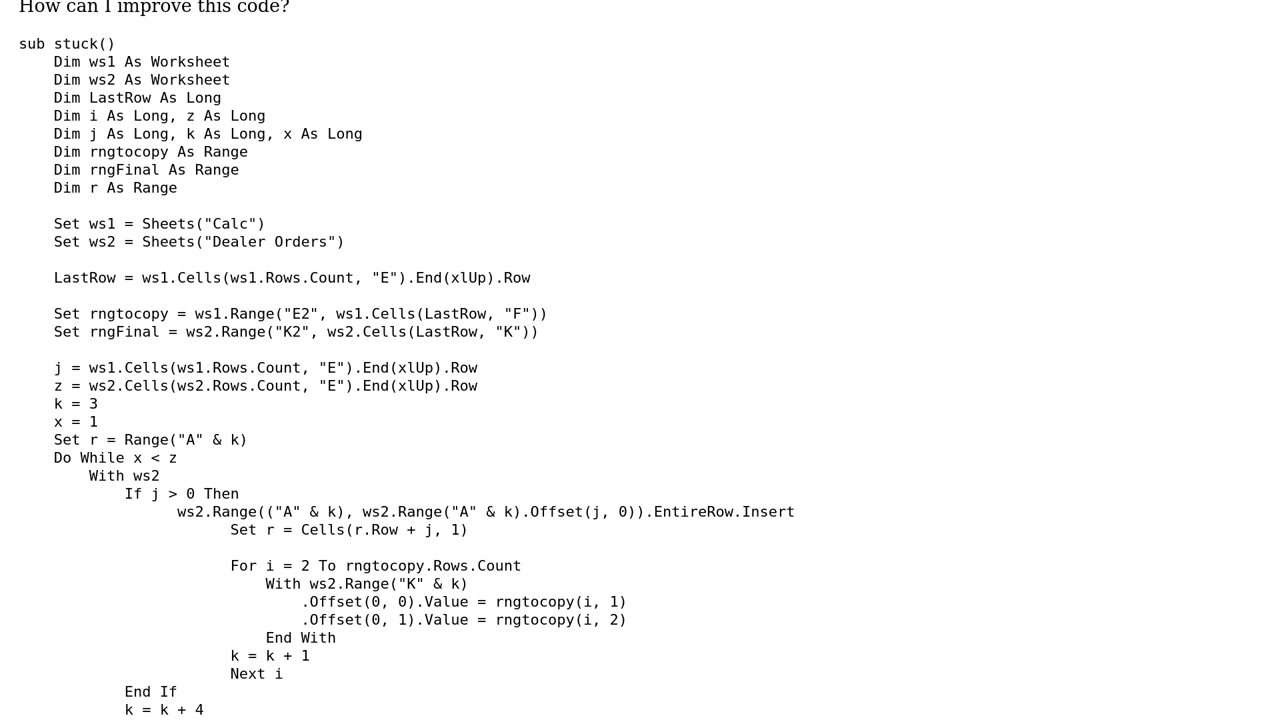 How can I improve this code?
sub stuck()
    Dim ws1 As Worksheet
    Dim ws2 As Worksheet
    Dim LastRow As Long
    Dim i As Long, z As Long
    Dim j As Long, k As Long, x As Long
    Dim rngtocopy As Range
    Dim rngFinal As Range
    Dim r As Range

    Set ws1 = Sheets("Calc")
    Set ws2 = Sheets("Dealer Orders")

    LastRow = ws1.Cells(ws1.Rows.Count, "E").End(xlUp).Row

    Set rngtocopy = ws1.Range("E2", ws1.Cells(LastRow, "F"))
    Set rngFinal = ws2.Range("K2", ws2.Cells(LastRow, "K"))

    j = ws1.Cells(ws1.Rows.Count, "E").End(xlUp).Row
    z = ws2.Cells(ws2.Rows.Count, "E").End(xlUp).Row
    k = 3
    x = 1
    Set r = Range("A" & k)
    Do While x < z
        With ws2
            If j > 0 Then
                  ws2.Range(("A" & k), ws2.Range("A" & k).Offset(j, 0)).EntireRow.Insert
                        Set r = Cells(r.Row + j, 1)

                        For i = 2 To rngtocopy.Rows.Count
                            With ws2.Range("K" & k)
                                .Offset(0, 0).Value = rngtocopy(i, 1)
                                .Offset(0, 1).Value = rngtocopy(i, 2)
                            End With
                        k = k + 1
                        Next i
            End If
            k = k + 4